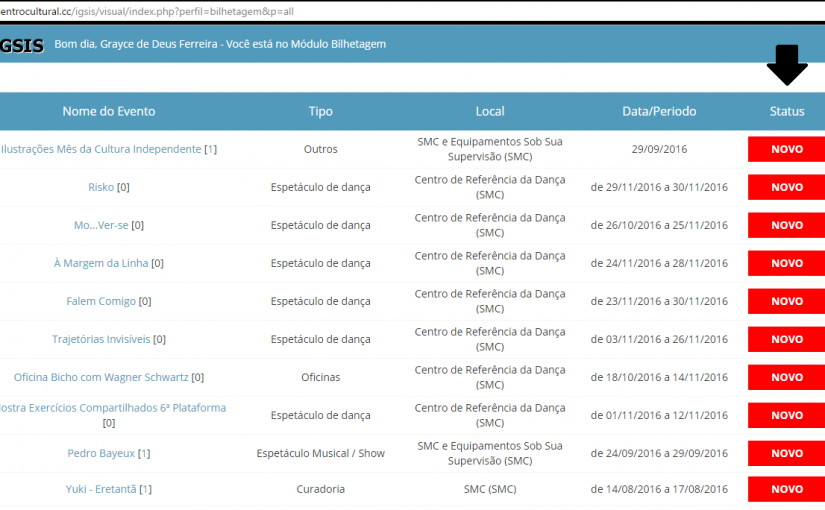 entrocultural.cc/igsis/visual/index.php?perfil=bilhetagem&p=all
GSIS Bom dia, Grayce de Deus Ferreira - Você está no Módulo Bilhetagem
Nome do Evento Tipo Local Data/Periodo Status
Ilustrações Mês da Cultura Independente [1] Outros SMC e Equipamentos Sob Sua 29/09/2016 NOVO
Supervisão (SMC)
Risko [0] Espetáculo de dança Centro de Referência da Dança de 29/11/2016 a 30/11/2016 NOVO
(SMC)
Mo...Ver-se [0] Espetáculo de dança Centro de Referência da Dança de 26/10/2016 a 25/11/2016 NOVO
(SMC)
À Margem da Linha [0] Espetáculo de dança Centro de Referência da Dança de 24/11/2016 a 28/11/2016 NOVO
(SMC)
Falem Comigo [0] Espetáculo de dança Centro de Referência da Dança de 23/11/2016 a 30/11/2016 NOVO
(SMC)
Trajetórias Invisíveis [0] Espetáculo de dança Centro de Referência da Dança de 03/11/2016 a 26/11/2016 NOVO
(SMC)
Oficina Bicho com Wagner Schwartz [0] Oficinas Centro de Referência da Dança de 18/10/2016 a 14/11/2016 NOVO
(SMC)
ostra Exercícios Compartilhados 6ª Plataforma Espetáculo de dança Centro de Referência da Dança de 01/11/2016 a 12/11/2016 NOVO
[0] (SMC)
Pedro Bayeux [1] Espetáculo Musical / Show SMC e Equipamentos Sob Sua de 24/09/2016 a 29/09/2016 NOVO
Supervisão (SMC)
Yuki - Eretantã [1] Curadoria SMC (SMC) de 14/08/2016 a 17/08/2016 NOVO